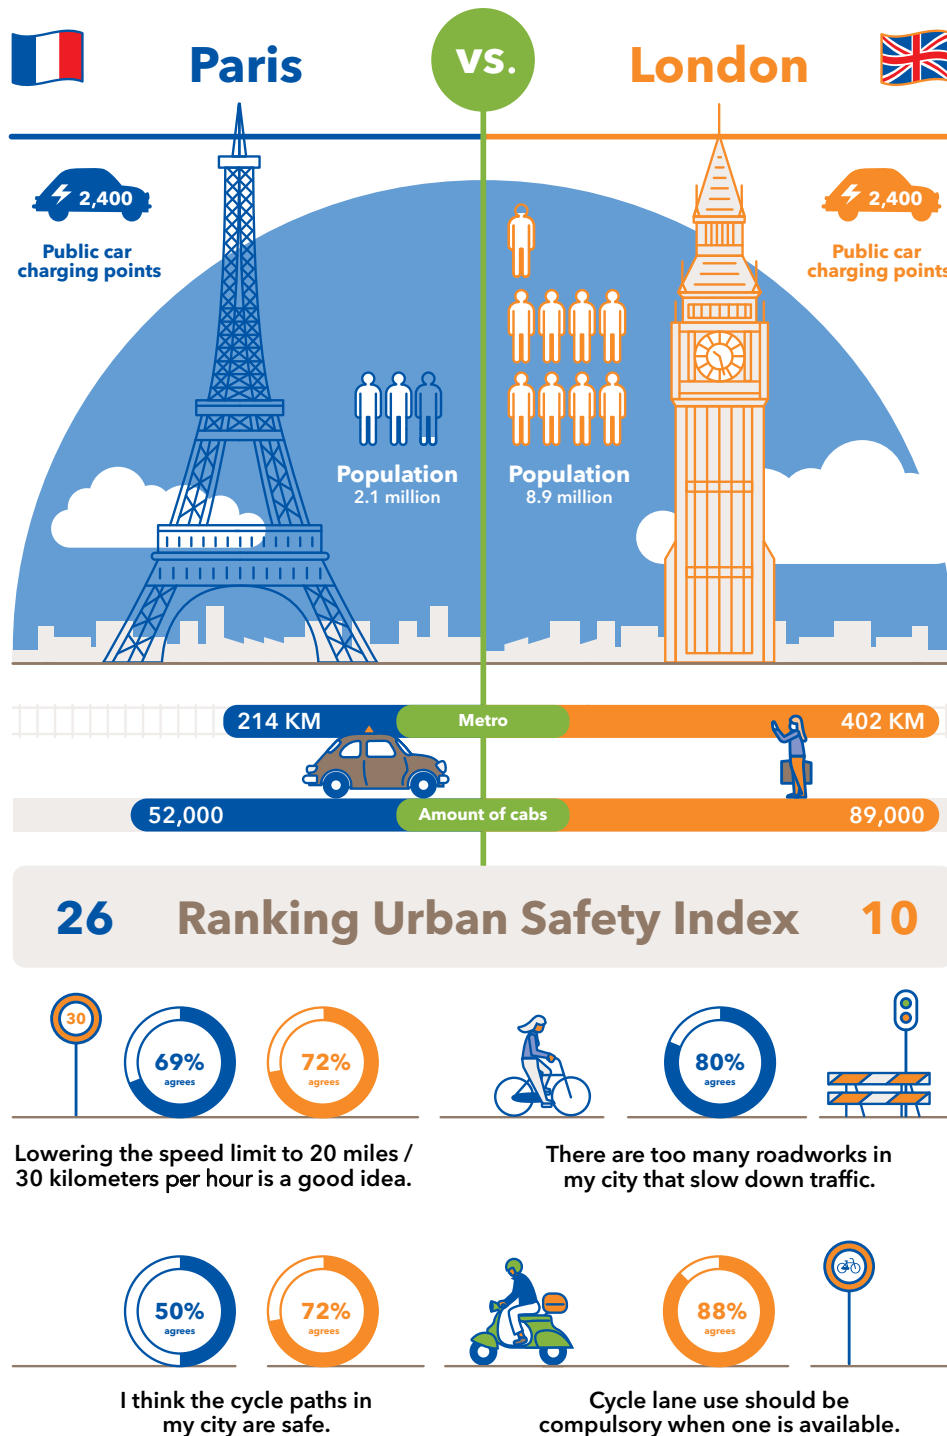 Paris
vs.
London
2,400
Public car
charging points
2,400
Public car
charging points
Population
2.1 million
Population
8.9 million
214 KM
Metro
402 KM
52,000
Amount of cabs
89,000
26
Ranking Urban Safety Index
10
30
69%
agrees
72%
agrees
80%
agrees
Lowering the speed limit to 20 miles /
30 kilometers per hour is a good idea.
There are too many roadworks in
my city that slow down traffic.
50%
agrees
72%
agrees
88%
agrees
I think the cycle paths in
my city are safe.
Cycle lane use should be
compulsory when one is available.